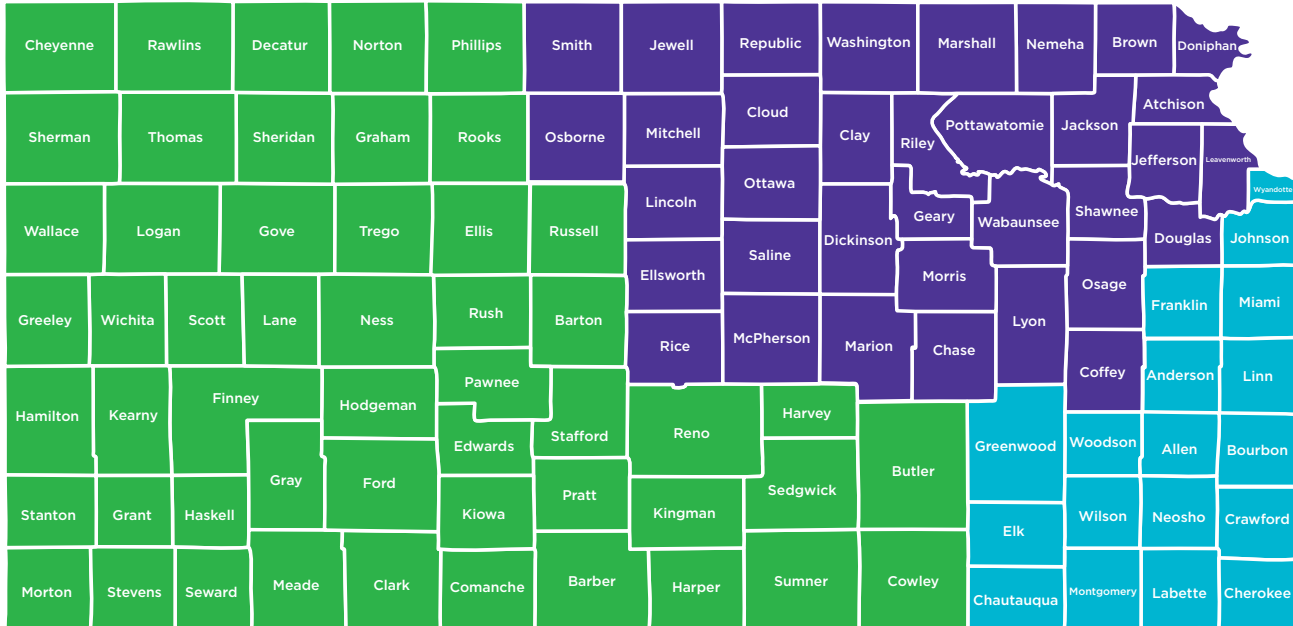 Cheyenne
Rawlins
Decatur
Norton
Phillips
Smith
Jewell
Republic
Washington
Marshall
Nemeha
Brown
Doniphan
Sherman
Thomas
Sheridan
Graham
Rooks
Osborne
Mitchell
Cloud
Clay
Riley
Pottawatomie
Jackson
Atchison
Jefferson
Leavenworth
Wyandotte
Wallace
Logan
Gove
Trego
Ellis
Russell
Lincoln
Ottawa
Dickinson
Geary
Wabaunsee
Shawnee
Douglas
Johnson
Greeley
Wichita
Scott
Lane
Ness
Rush
Barton
Ellsworth
Saline
Morris
Osage
Franklin
Miami
Rice
McPherson
Marion
Chase
Lyon
Coffey
Anderson
Linn
Hamilton
Kearny
Finney
Hodgeman
Pawnee
Edwards
Stafford
Reno
Harvey
Butler
Greenwood
Woodson
Allen
Bourbon
Gray
Ford
Kiowa
Pratt
Kingman
Sedgwick
Stanton
Grant
Haskell
Elk
Wilson
Neosho
Crawford
Morton
Stevens
Seward
Meade
Clark
Comanche
Barber
Harper
Sumner
Cowley
Chautauqua
Montgomery
Labette
Cherokee